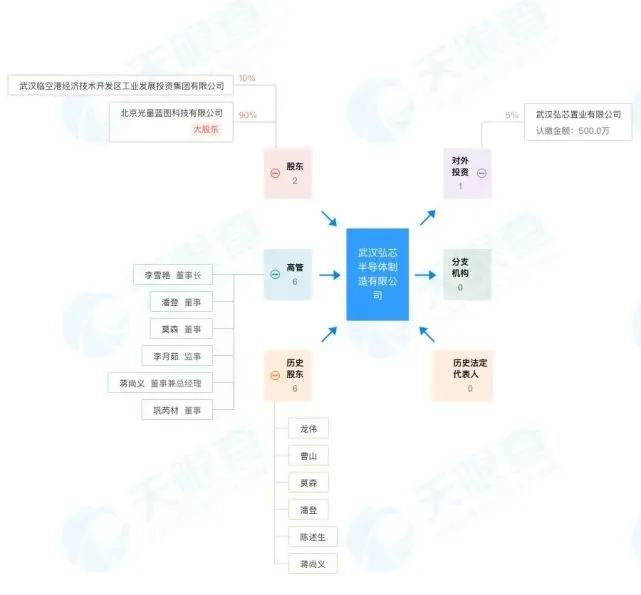 天眼查
武汉临空港经济技术开发区工业发展投资集团有限公司
10%
北京光量蓝图科技有限公司
大股东
90%
股东
2
5%
武汉弘芯置业有限公司
认缴金额：500.0万
对外
投资
1
李雪艳 董事长
潘登 董事
莫森 董事
李月茹 监事
蒋尚义 董事兼总经理
巩芮材 董事
高管
6
武汉弘芯
半导体制
造有限公
司
分支
机构
0
历史
股东
6
历史法定
代表人
0
龙伟
曹山
莫森
潘登
陈述生
蒋尚义